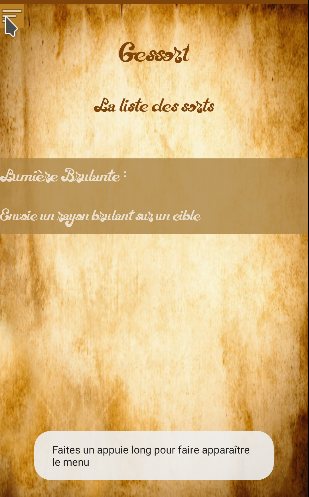 Gessort
La liste des sorts
Lumière Brulante :
Envoie un rayon brulant sur un cible
Faites un appuie long pour faire apparaître
le menu